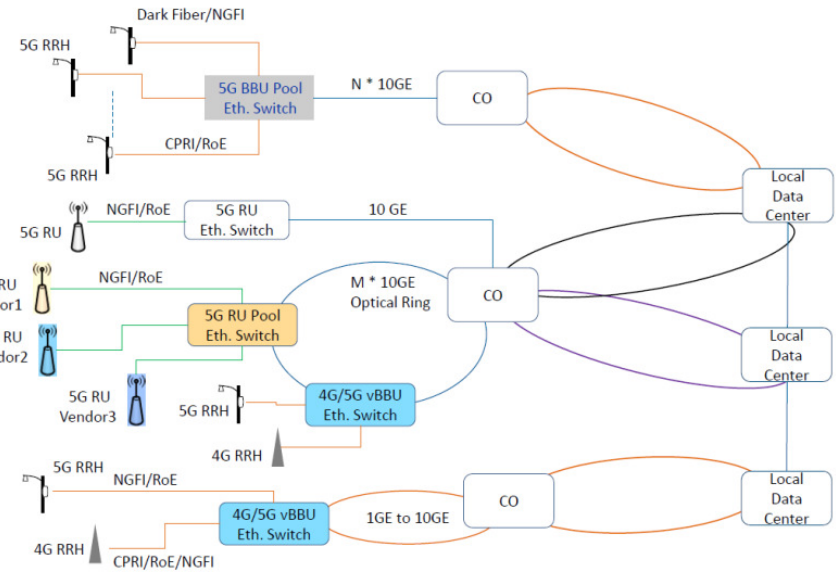 Dark Fiber/NGFI
5G RRH
5G BBU Pool
Eth. Switch
N * 10GE
CO
CPRI/RoE
5G RRH
Local
Data
Center
NGFI/RoE
5G RU
Eth. Switch
10 GE
5G RU
RU
or1
NGFI/RoE
M * 10GE
Optical Ring
CO
5G RU Pool
Eth. Switch
RU
dor2
Local
Data
Center
5G RU
Vendor3
5G RRH
4G/5G vBBU
Eth. Switch
4G RRH
5G RRH
NGFI/RoE
4G/5G vBBU
Eth. Switch
1GE to 10GE
CO
Local
Data
Center
4G RRH
CPRI/RoE/NGFI